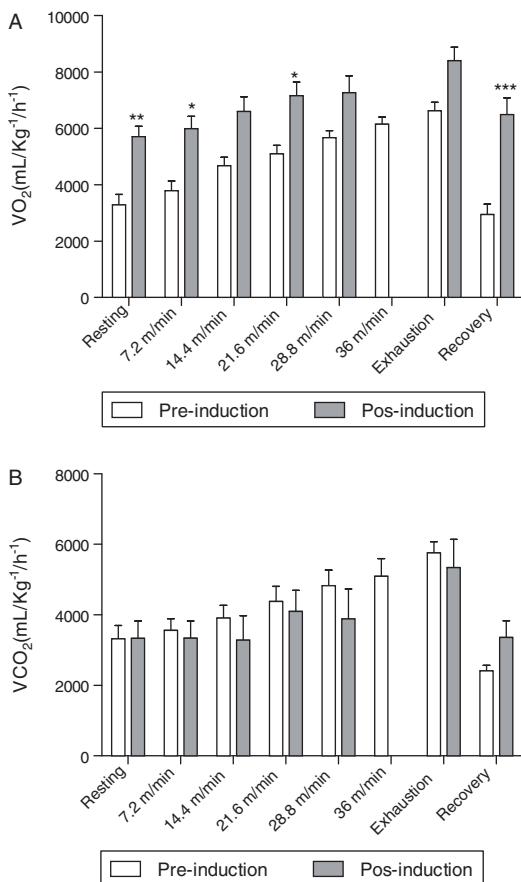 A
10000
8000
6000
4000
2000
0
VO₂(mL/Kg⁻¹/h⁻¹)
**
*
*
***
Resting
7.2 m/min
14.4 m/min
21.6 m/min
28.8 m/min
36 m/min
Exhaustion
Recovery
Pre-induction Pos-induction
B
8000
6000
4000
2000
0
VCO₂(mL/Kg⁻¹/h⁻¹)
Resting
7.2 m/min
14.4 m/min
21.6 m/min
28.8 m/min
36 m/min
Exhaustion
Recovery
Pre-induction Pos-induction